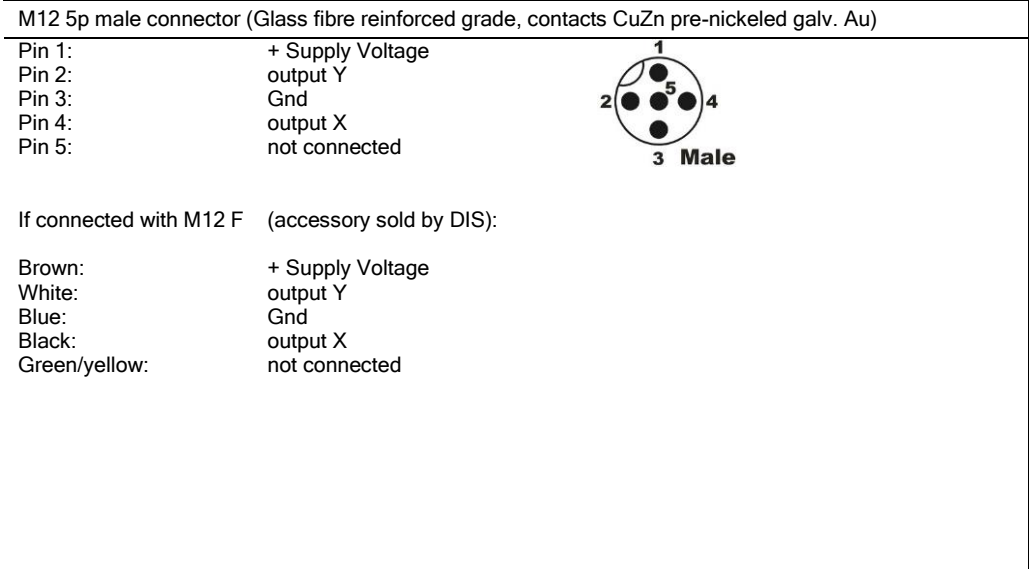 M12 5p male connector (Glass fibre reinforced grade, contacts CuZn pre-nickeled galv. Au)
Pin 1: + Supply Voltage
Pin 2: output Y
Pin 3: Gnd
Pin 4: output X
Pin 5: not connected
1
5
2 4
3 Male
If connected with M12 F (accessory sold by DIS):
Brown: + Supply Voltage
White: output Y
Blue: Gnd
Black: output X
Green/yellow: not connected